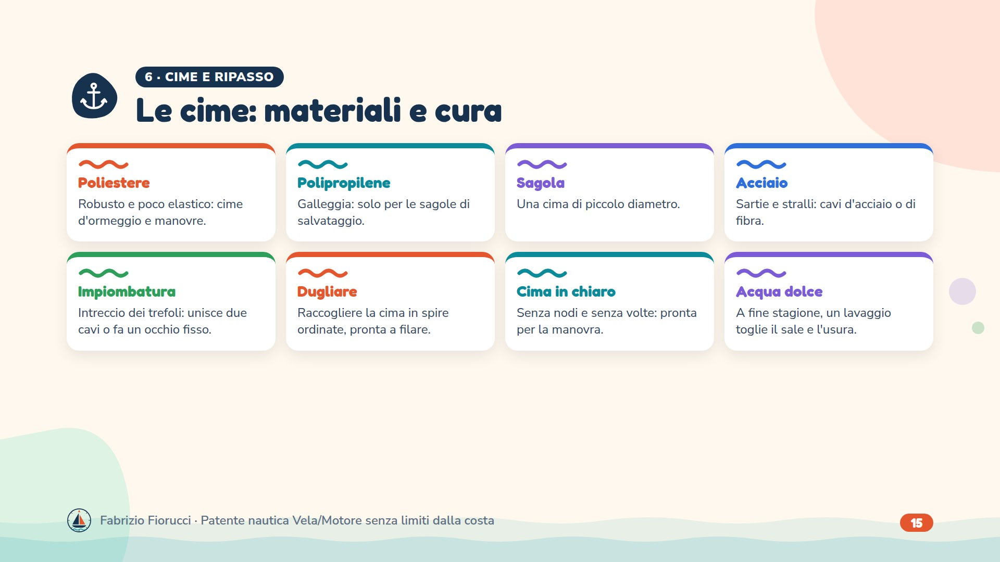 6 · CIME E RIPASSO
Le cime: materiali e cura
Poliestere
Robusto e poco elastico: cime
d'ormeggio e manovre.
Polipropilene
Galleggia: solo per le sagole di
salvataggio.
Sagola
Una cima di piccolo diametro.
Acciaio
Sartie e stralli: cavi d'acciaio o di
fibra.
Impiombatura
Intreccio dei trefoli: unisce due
cavi o fa un occhio fisso.
Dugliare
Raccogliere la cima in spire
ordinate, pronta a filare.
Cima in chiaro
Senza nodi e senza volte: pronta
per la manovra.
Acqua dolce
A fine stagione, un lavaggio
toglie il sale e l'usura.
Fabrizio Fiorucci · Patente nautica Vela/Motore senza limiti dalla costa
15